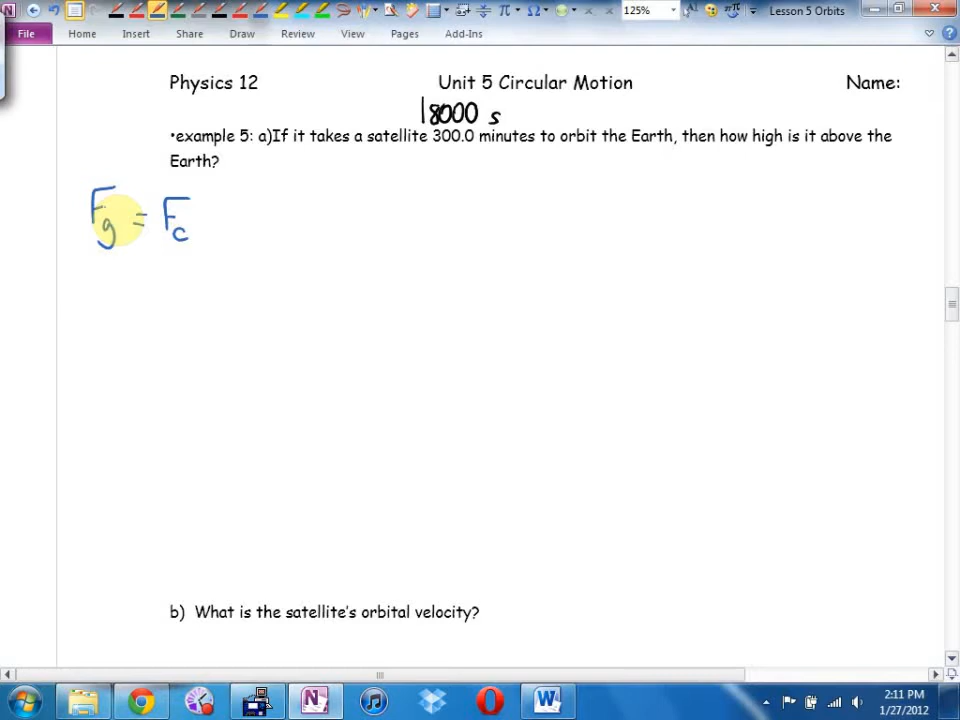 125% Lesson 5 Orbits
File Home Insert Share Draw Review View Pages Add-Ins
Physics 12 Unit 5 Circular Motion Name:
18000 s
•example 5: a)If it takes a satellite 300.0 minutes to orbit the Earth, then how high is it above the
Earth?
Fg = Fc
b) What is the satellite's orbital velocity?
2:11 PM
1/27/2012